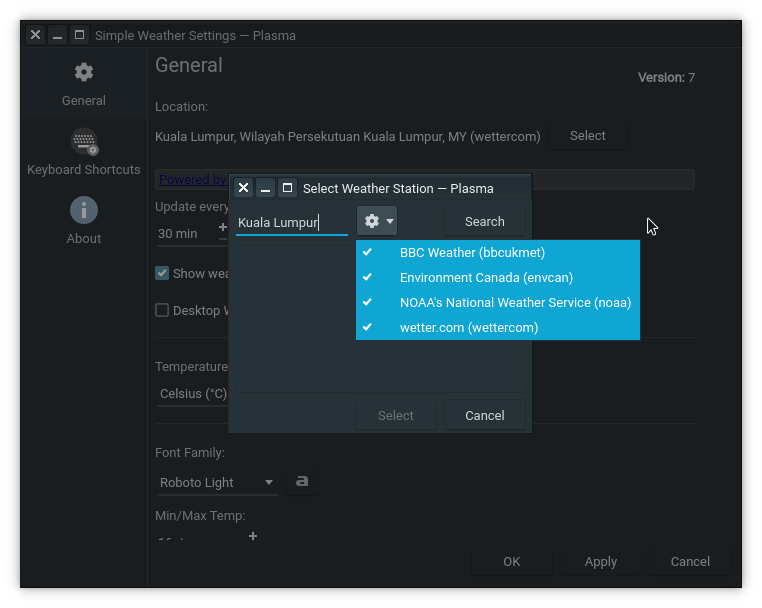 Simple Weather Settings — Plasma
General
Keyboard Shortcuts
About
General
Version: 7
Location:
Kuala Lumpur, Wilayah Persekutuan Kuala Lumpur, MY (wettercom)
Select
Powered by
Update every
30 min
Show wea
Desktop W
Temperature
Celsius (°C)
Font Family:
Roboto Light
a
Min/Max Temp:
OK
Apply
Cancel
Select Weather Station — Plasma
Kuala Lumpur
Search
BBC Weather (bbcukmet)
Environment Canada (envcan)
NOAA's National Weather Service (noaa)
wetter.com (wettercom)
Select
Cancel